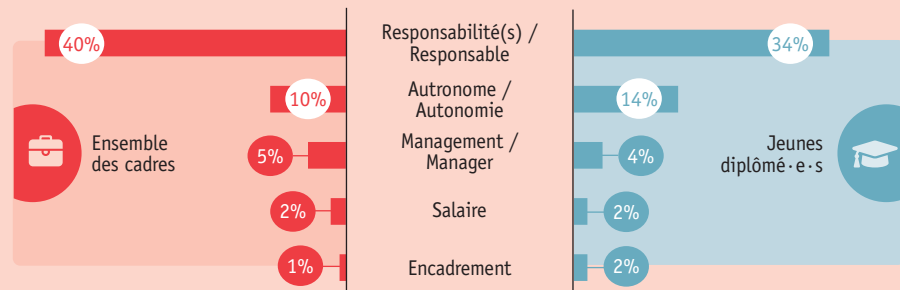 40%
Responsabilité(s) /
Responsable
34%
10%
Autronome /
Autonomie
14%
Ensemble
des cadres
5%
Management /
Manager
4%
Jeunes
diplômé·e·s
2%
Salaire
2%
1%
Encadrement
2%